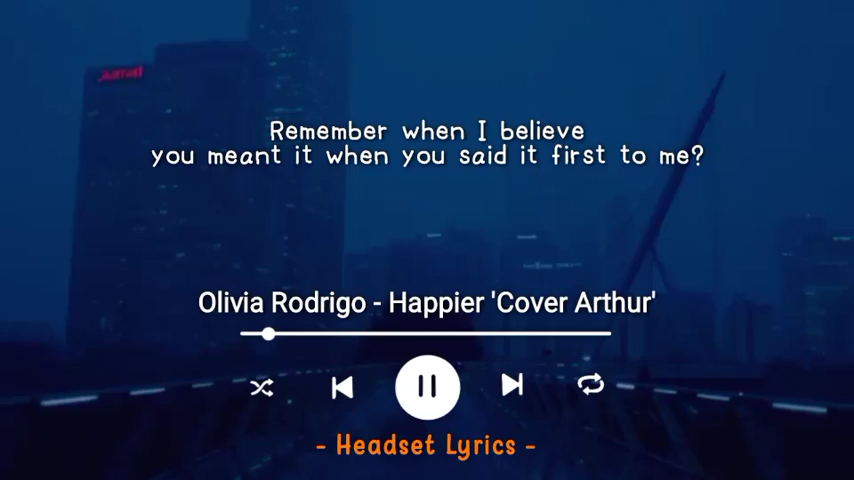 Remember when I believe
you meant it when you said it first to me?
Olivia Rodrigo - Happier 'Cover Arthur'
- Headset Lyrics -